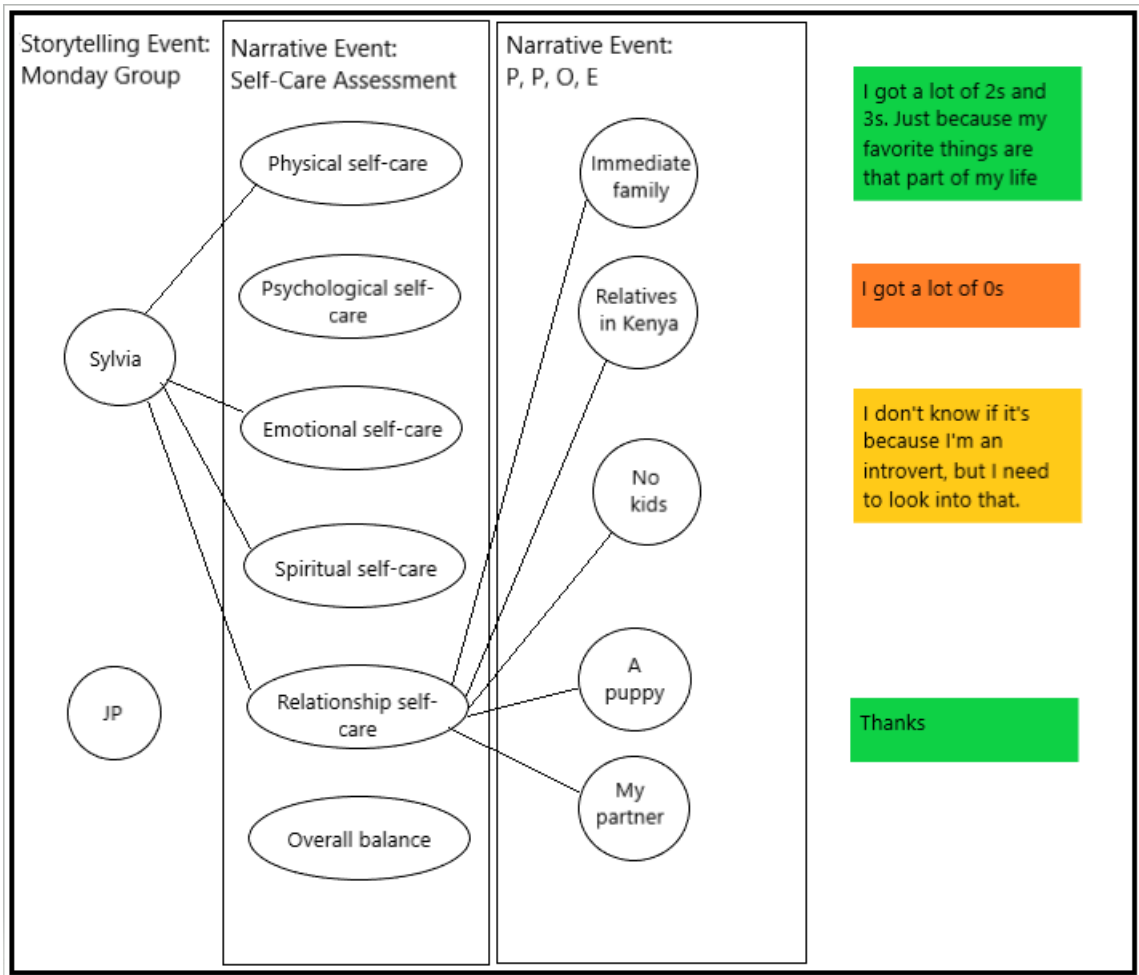 Storytelling Event:
Monday Group
Narrative Event:
Self-Care Assessment
Narrative Event:
P, P, O, E
Physical self-care
Psychological self-
care
Emotional self-care
Spiritual self-care
Relationship self-
care
Overall balance
Sylvia
JP
Immediate
family
Relatives
in Kenya
No
kids
A
puppy
My
partner
I got a lot of 2s and
3s. Just because my
favorite things are
that part of my life
I got a lot of 0s
I don't know if it's
because I'm an
introvert, but I need
to look into that.
Thanks